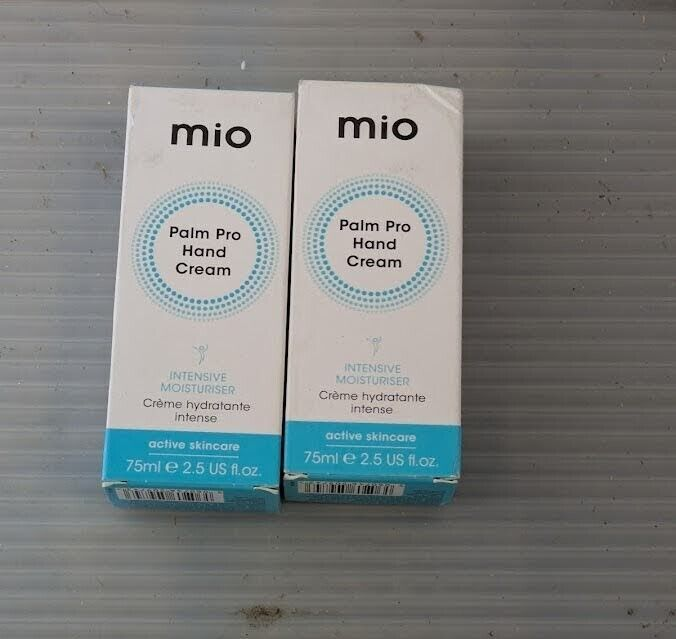 mio
Palm Pro
Hand
Cream
INTENSIVE
MOISTURISER
Crème hydratante
intense
active skincare
75ml ℮ 2.5 US fl.oz.
mio
Palm Pro
Hand
Cream
INTENSIVE
MOISTURISER
Crème hydratante
intense
active skincare
75ml ℮ 2.5 US fl.oz.